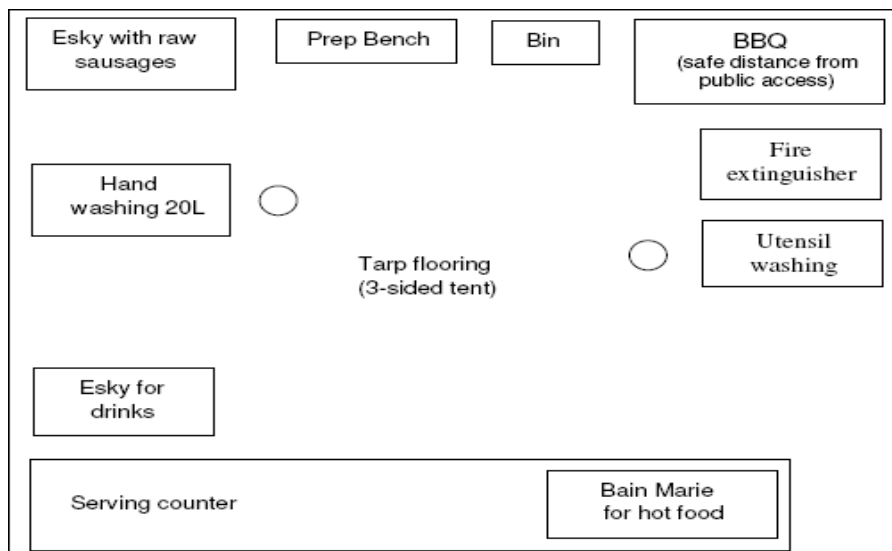 Esky with raw
sausages
Prep Bench
Bin
BBQ
(safe distance from
public access)
Fire
extinguisher
Hand
washing 20L
Utensil
washing
Tarp flooring
(3-sided tent)
Esky for
drinks
Serving counter
Bain Marie
for hot food